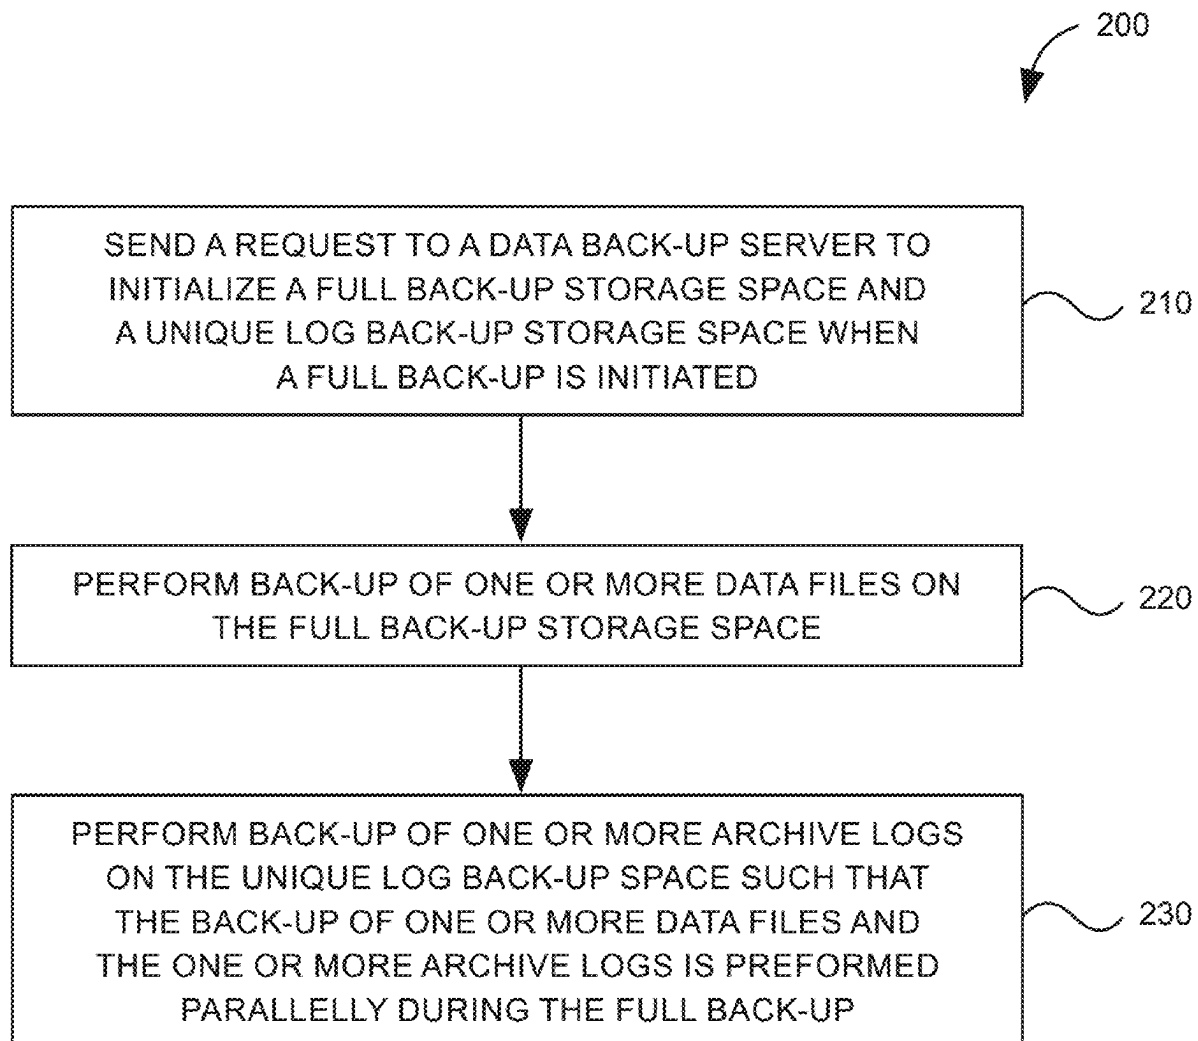 200
SEND A REQUEST TO A DATA BACK-UP SERVER TO
INITIALIZE A FULL BACK-UP STORAGE SPACE AND
A UNIQUE LOG BACK-UP STORAGE SPACE WHEN
A FULL BACK-UP IS INITIATED
210
PERFORM BACK-UP OF ONE OR MORE DATA FILES ON
THE FULL BACK-UP STORAGE SPACE
220
PERFORM BACK-UP OF ONE OR MORE ARCHIVE LOGS
ON THE UNIQUE LOG BACK-UP SPACE SUCH THAT
THE BACK-UP OF ONE OR MORE DATA FILES AND
THE ONE OR MORE ARCHIVE LOGS IS PREFORMED
PARALLELLY DURING THE FULL BACK-UP
230